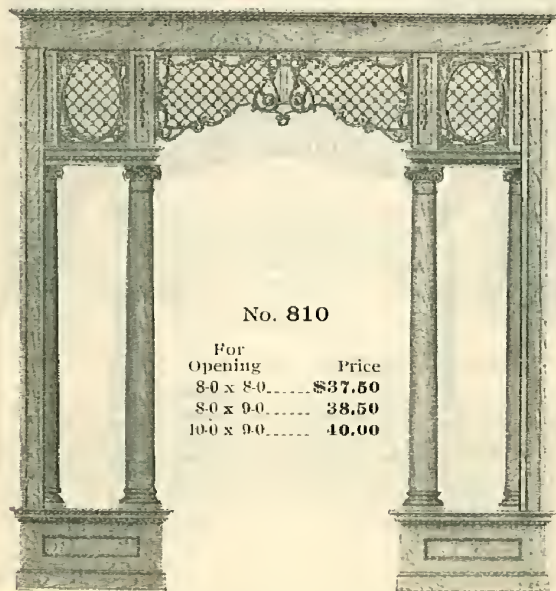 No. 810
For
Opening Price
8-0 x 8-0...... $37.50
8-0 x 9-0...... 38.50
10-0 x 9-0...... 40.00